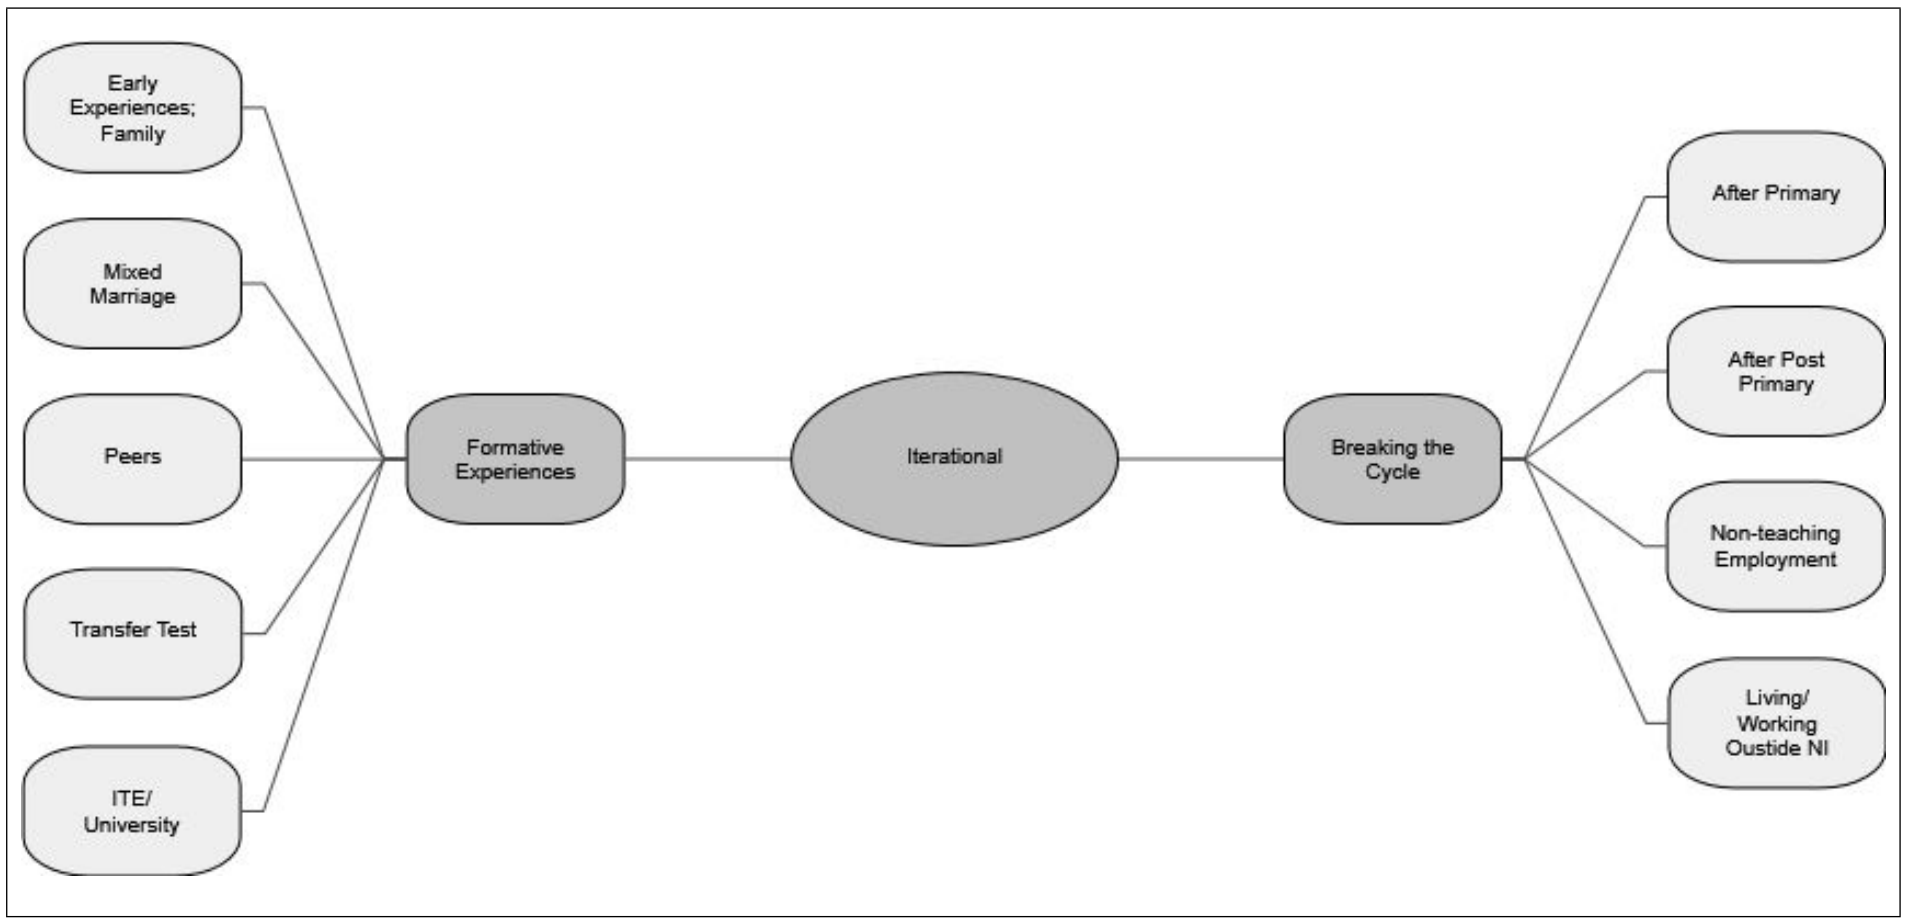 Early
Experiences;
Family
Mixed
Marriage
Peers
Transfer Test
ITE/
University
Formative
Experiences
Iterational
Breaking the
Cycle
After Primary
After Post
Primary
Non-teaching
Employment
Living/
Working
Oustide NI